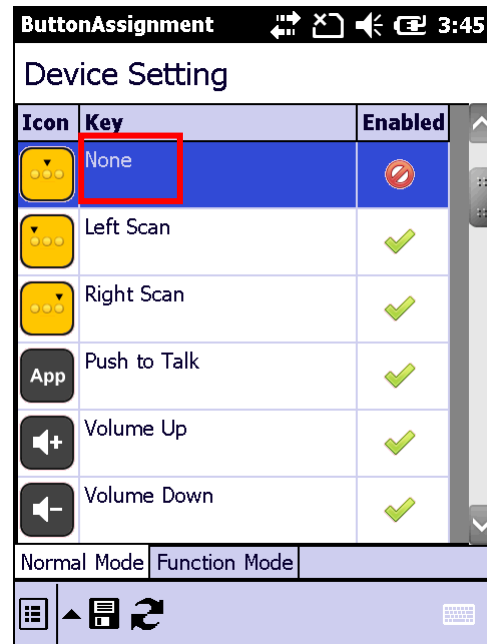 ButtonAssignment 3:45
Device Setting
Icon Key Enabled
None
Left Scan
Right Scan
App Push to Talk
Volume Up
Volume Down
Normal Mode Function Mode